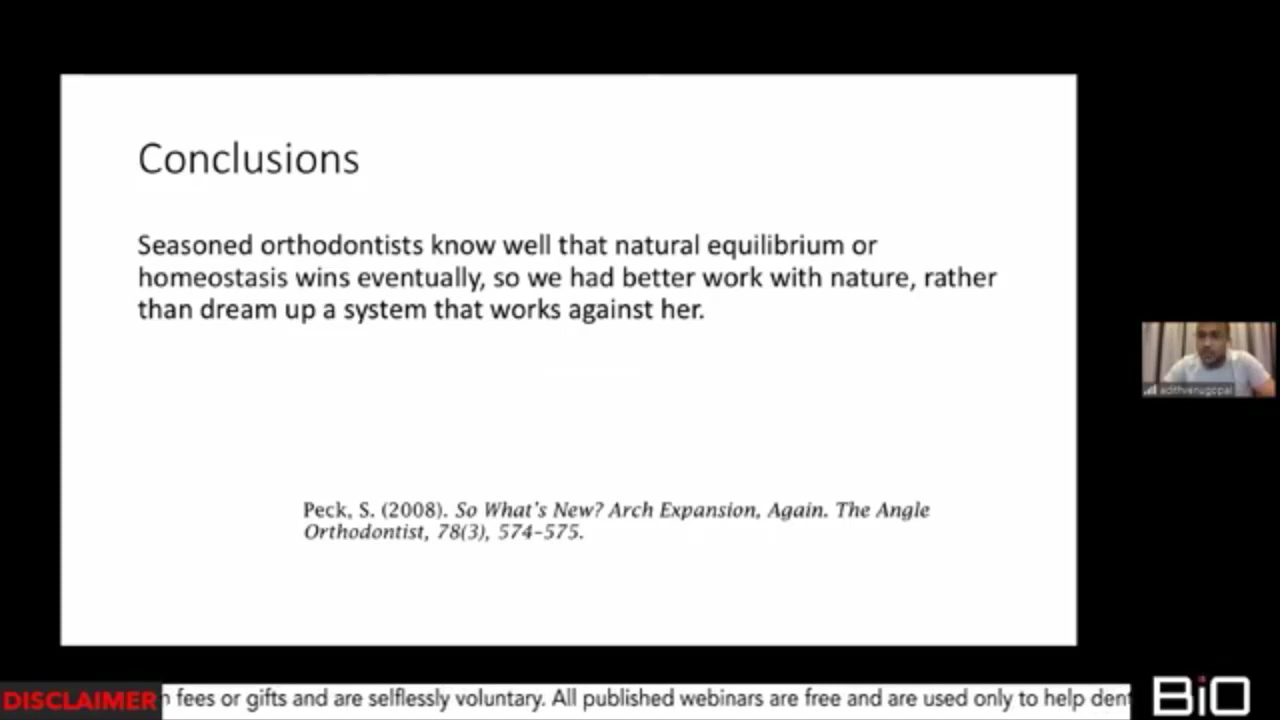 Conclusions
Seasoned orthodontists know well that natural equilibrium or
homeostasis wins eventually, so we had better work with nature, rather
than dream up a system that works against her.
Peck, S. (2008). So What's New? Arch Expansion, Again. The Angle
Orthodontist, 78(3), 574–575.
adithvenugopal
DISCLAIMER fees or gifts and are selflessly voluntary. All published webinars are free and are used only to help
BiO